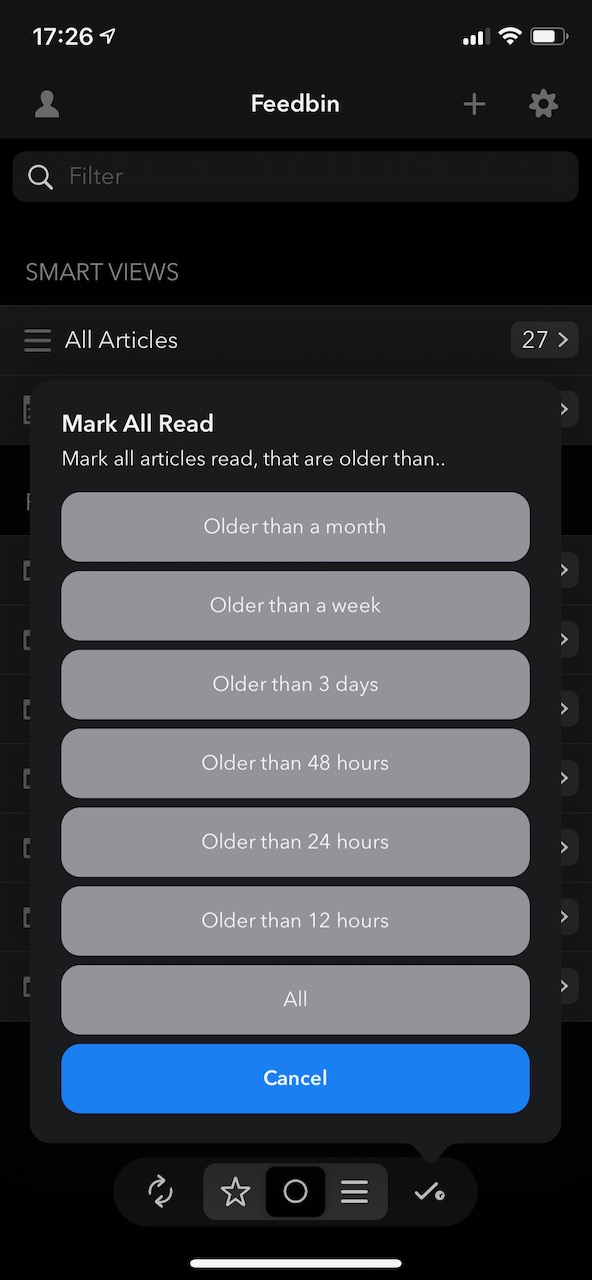 17:26
Feedbin
Filter
SMART VIEWS
All Articles
27
Mark All Read
Mark all articles read, that are older than..
Older than a month
Older than a week
Older than 3 days
Older than 48 hours
Older than 24 hours
Older than 12 hours
All
Cancel